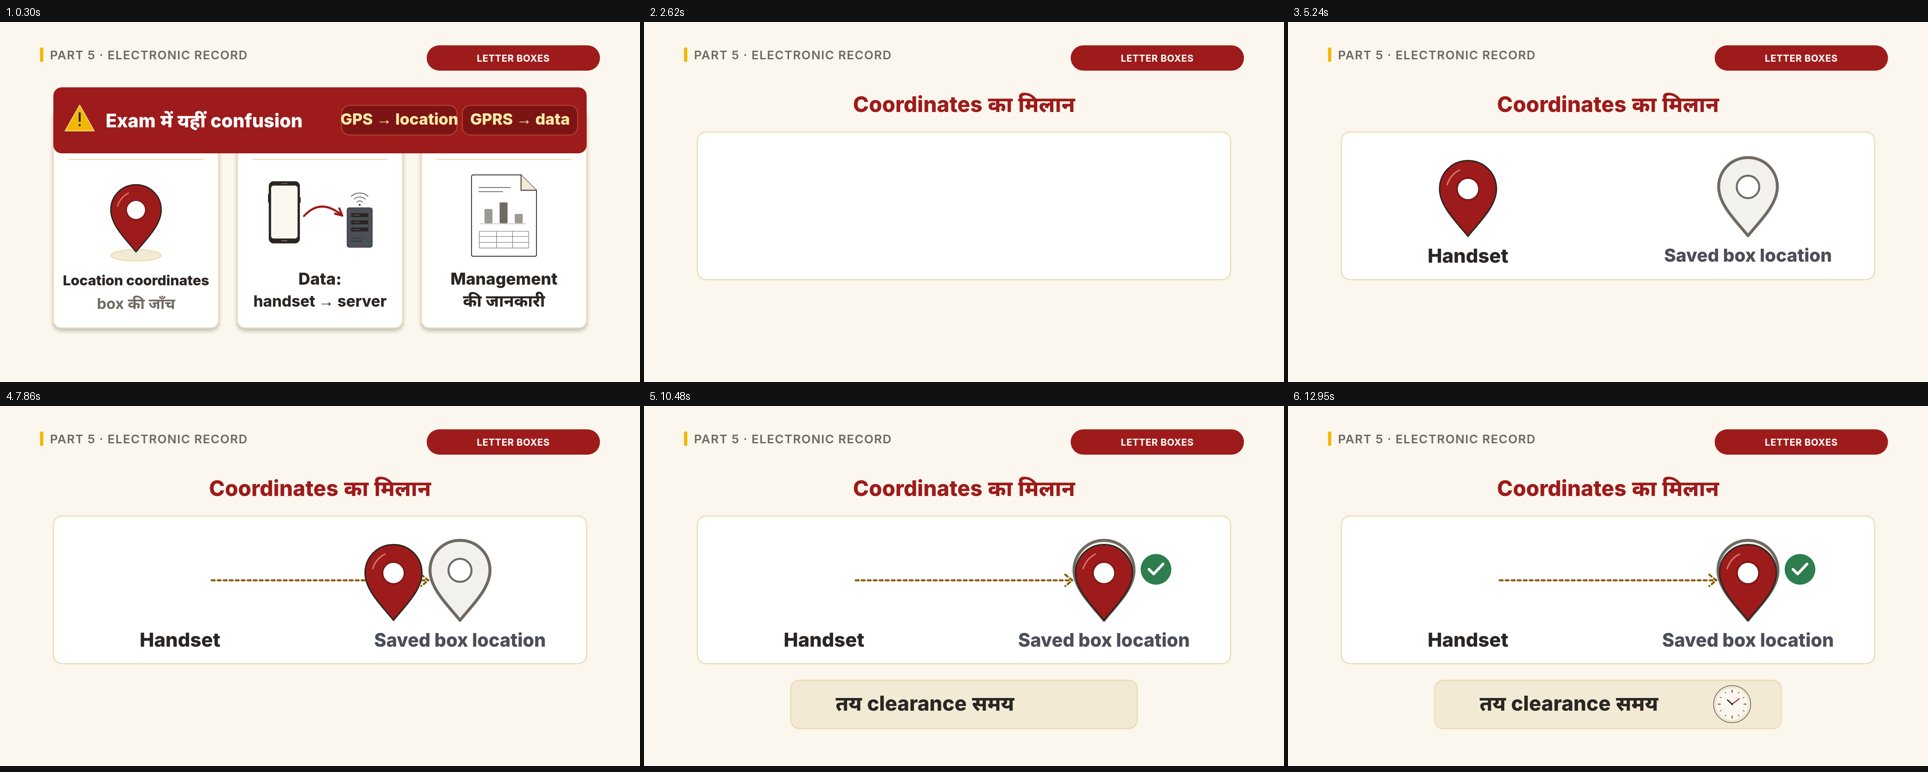 1. 0.30s
PART 5 · ELECTRONIC RECORD
LETTER BOXES
Exam में यहीं confusion
GPS → location
GPRS → data
Location coordinates
box की जाँच
Data:
handset → server
Management
की जानकारी
2. 2.62s
PART 5 · ELECTRONIC RECORD
LETTER BOXES
Coordinates का मिलान
3. 5.24s
PART 5 · ELECTRONIC RECORD
LETTER BOXES
Coordinates का मिलान
Handset
Saved box location
4. 7.86s
PART 5 · ELECTRONIC RECORD
LETTER BOXES
Coordinates का मिलान
Handset
Saved box location
5. 10.48s
PART 5 · ELECTRONIC RECORD
LETTER BOXES
Coordinates का मिलान
Handset
Saved box location
तय clearance समय
6. 12.95s
PART 5 · ELECTRONIC RECORD
LETTER BOXES
Coordinates का मिलान
Handset
Saved box location
तय clearance समय